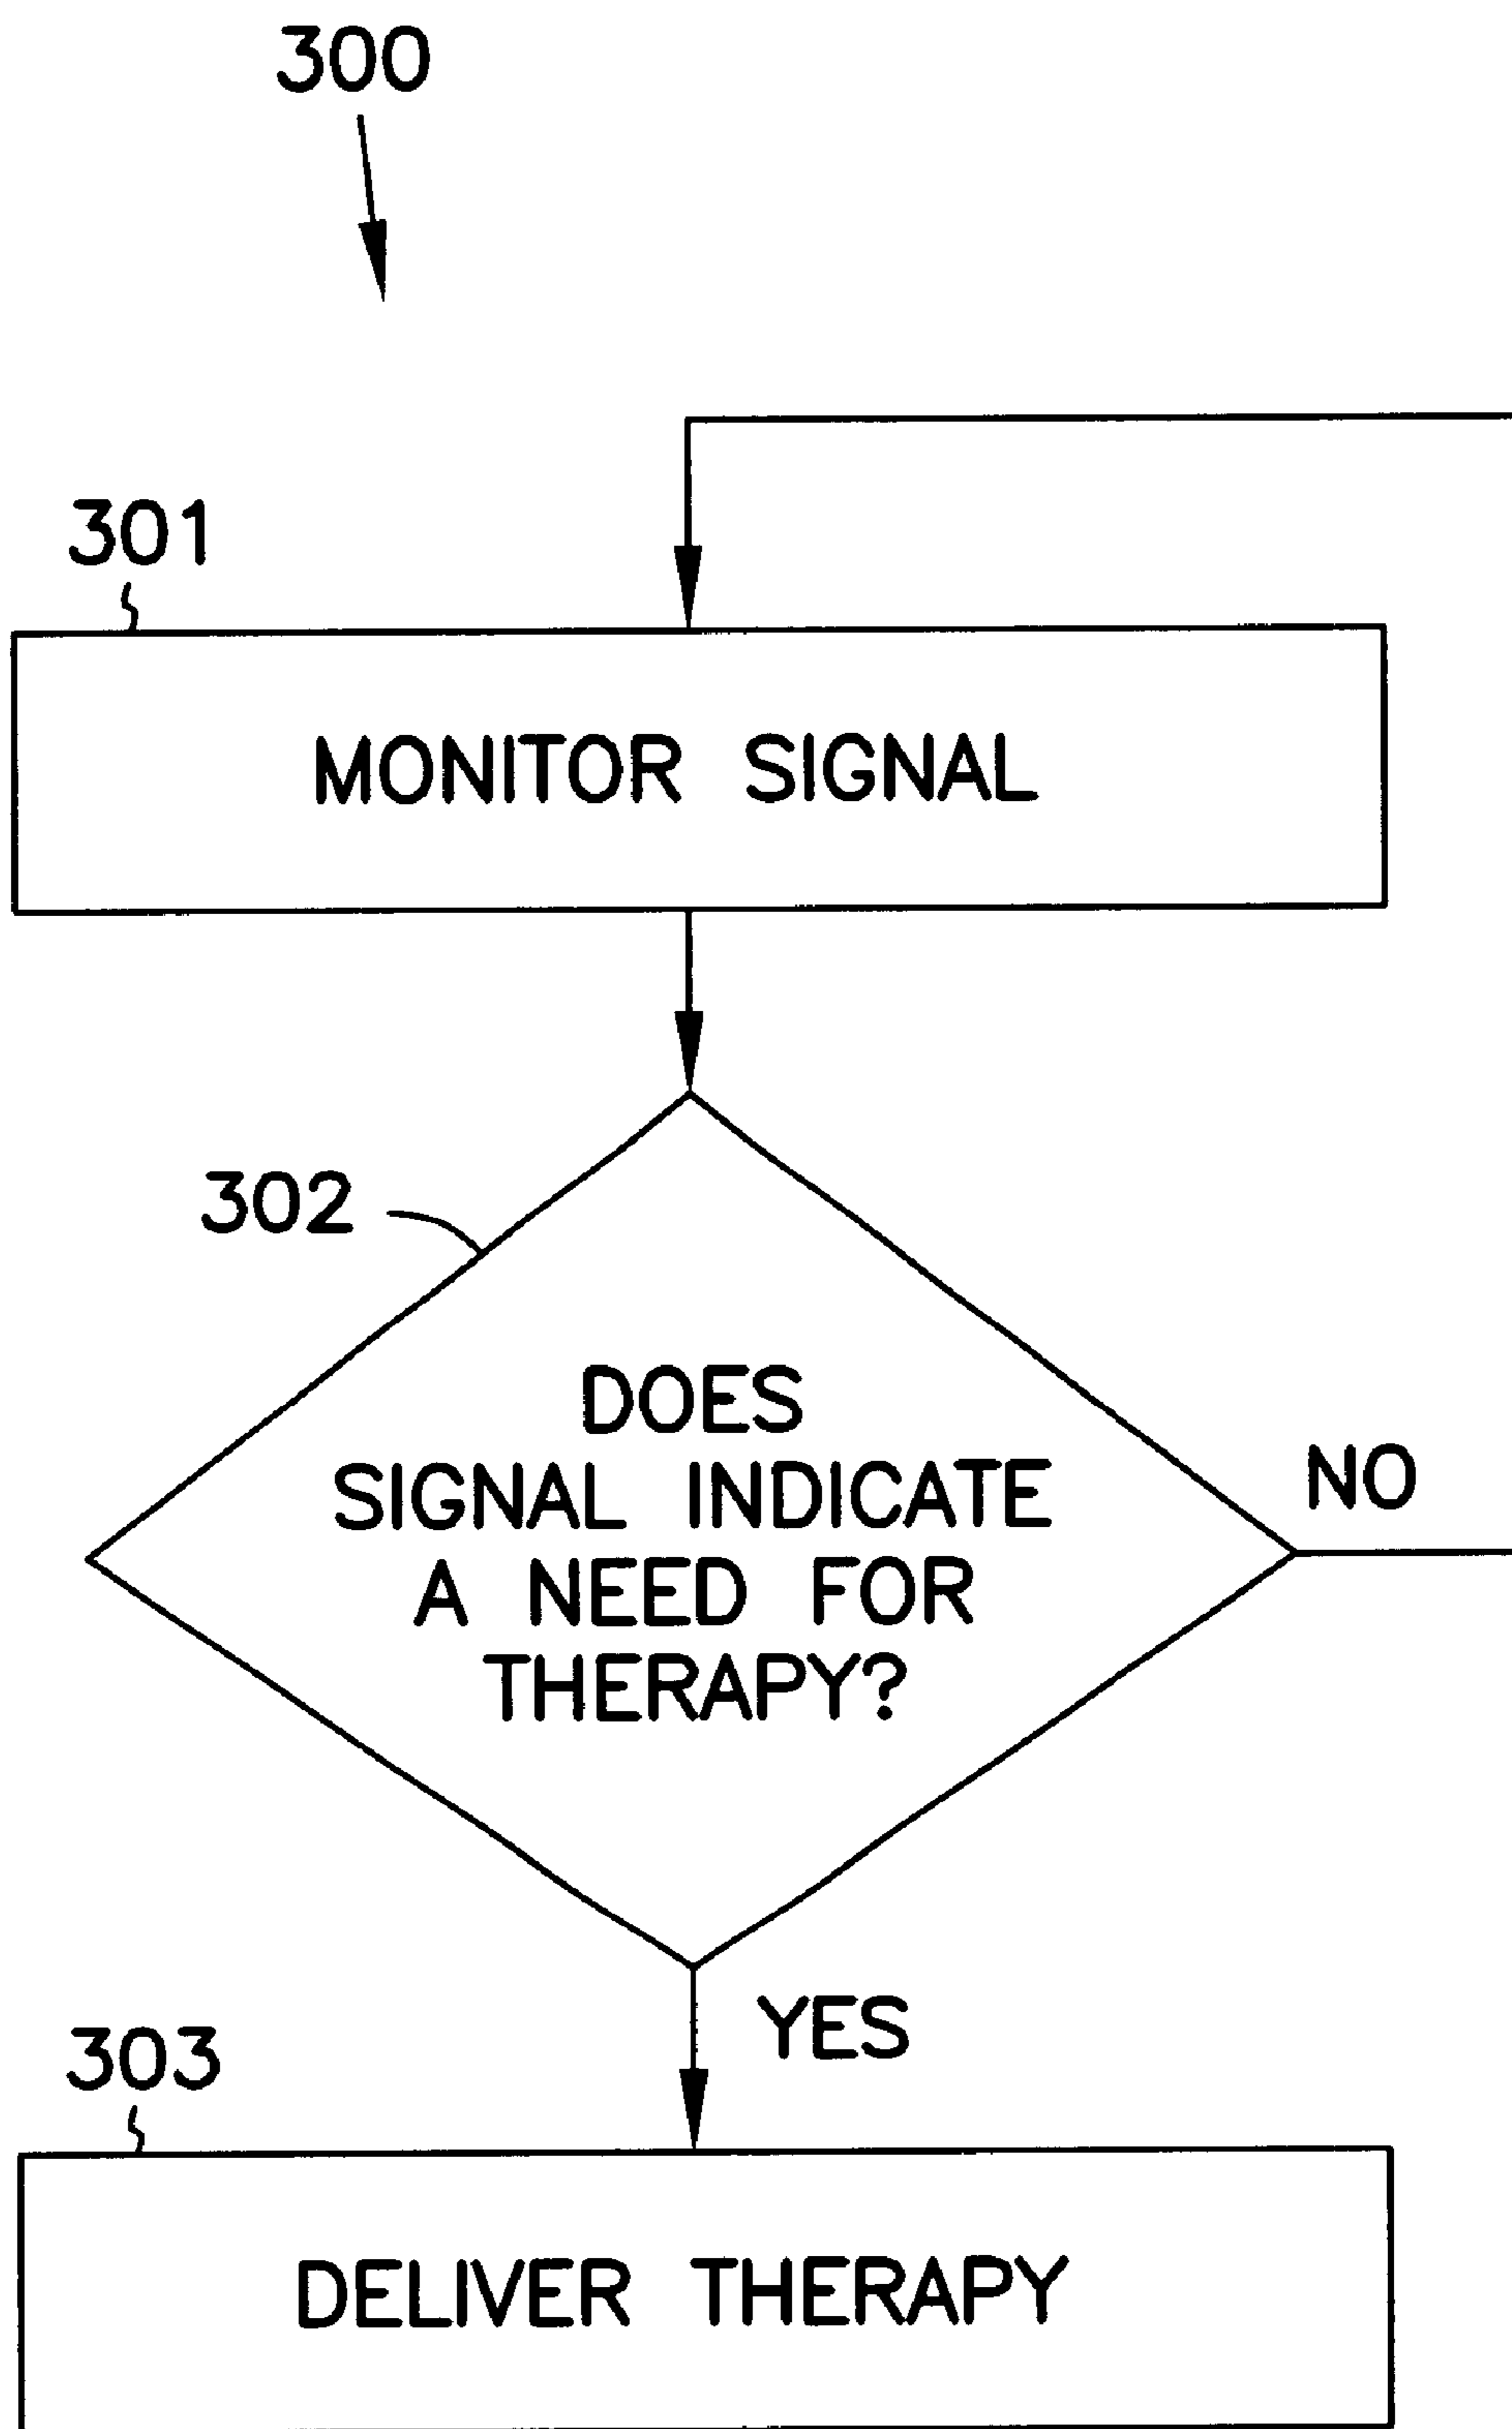 300
301
MONITOR SIGNAL
302
DOES
SIGNAL INDICATE
A NEED FOR
THERAPY?
NO
YES
303
DELIVER THERAPY